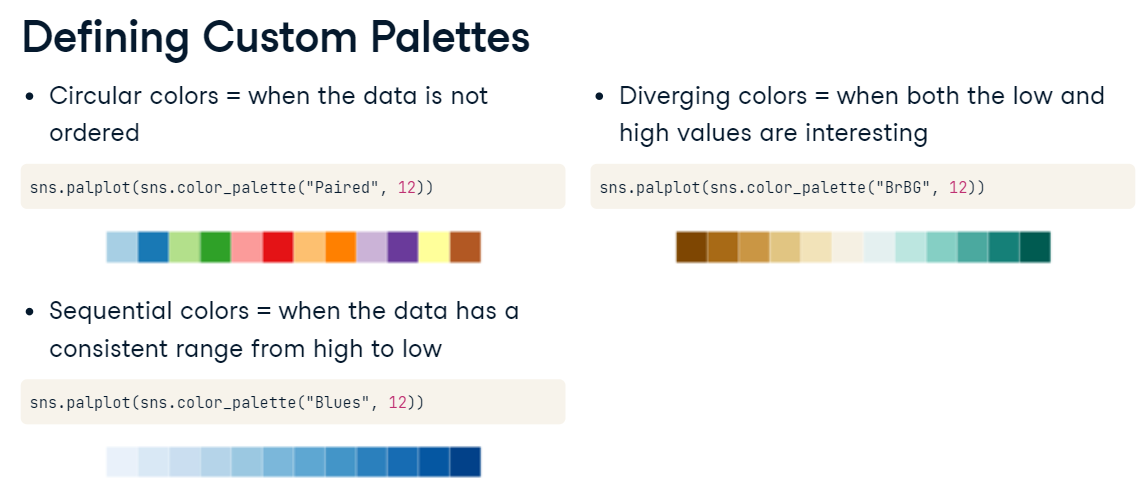 Defining Custom Palettes
• Circular colors = when the data is not
ordered
sns.palplot(sns.color_palette("Paired", 12))
• Sequential colors = when the data has a
consistent range from high to low
sns.palplot(sns.color_palette("Blues", 12))
• Diverging colors = when both the low and
high values are interesting
sns.palplot(sns.color_palette("BrBG", 12))